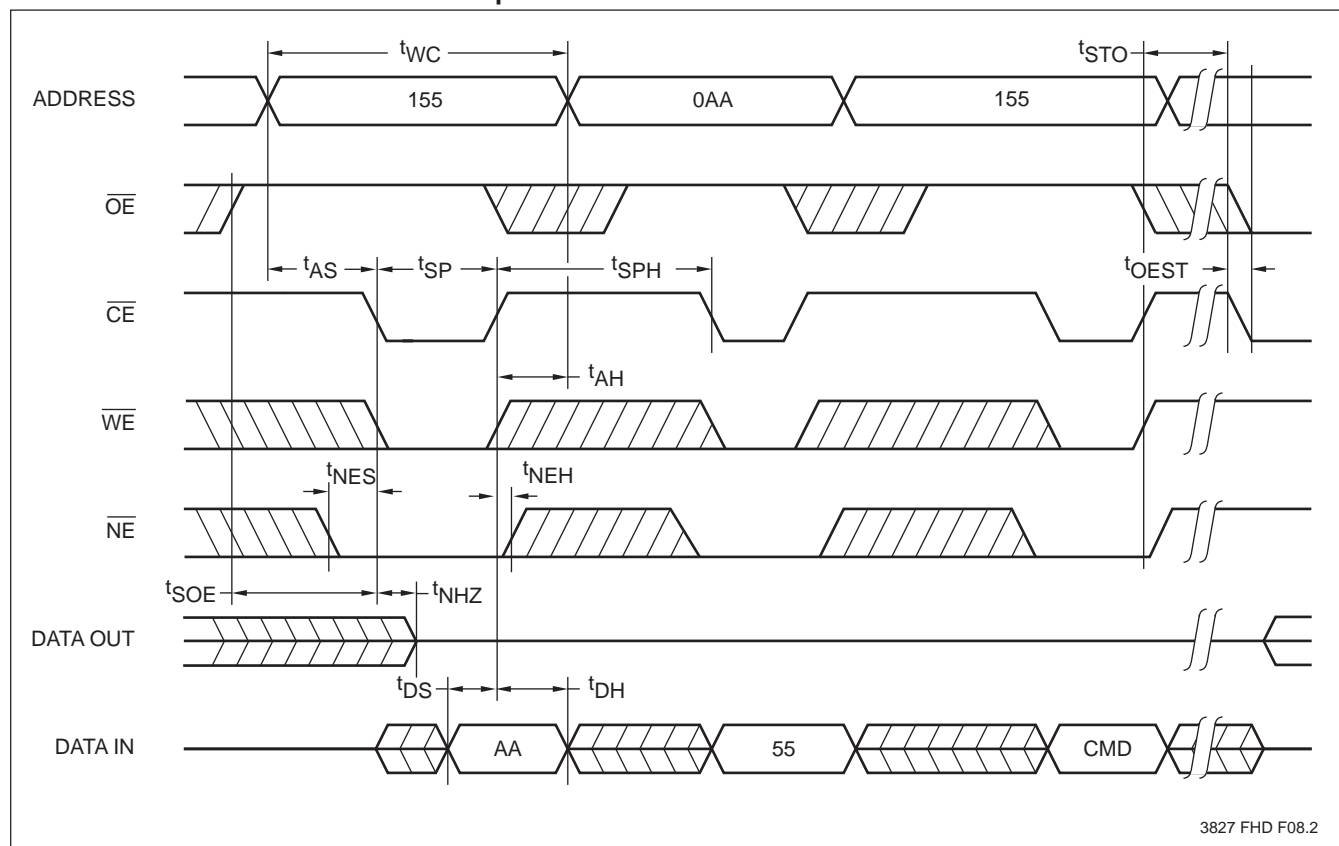 tWC
tSTO
ADDRESS
155
0AA
155
OE
tAS
tSP
tSPH
tOEST
CE
tAH
WE
tNES
tNEH
NE
tSOE
tNHZ
DATA OUT
tDS
tDH
DATA IN
AA
55
CMD
3827 FHD F08.2